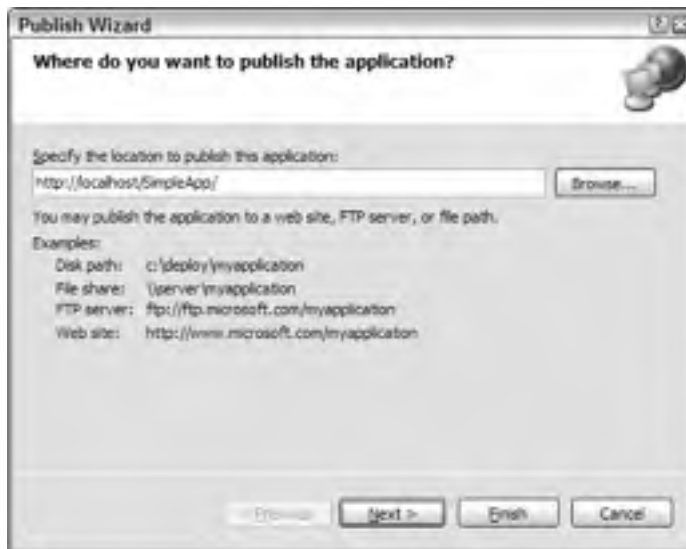 Publish Wizard
Where do you want to publish the application?
Specify the location to publish this application:
http://localhost/SimpleApp/
Browse...
You may publish the application to a web site, FTP server, or file path.
Examples:
Disk path: c:\deploy\myapplication
File share: \\server\myapplication
FTP server: ftp://ftp.microsoft.com/myapplication
Web site: http://www.microsoft.com/myapplication
< Previous Next > Finish Cancel